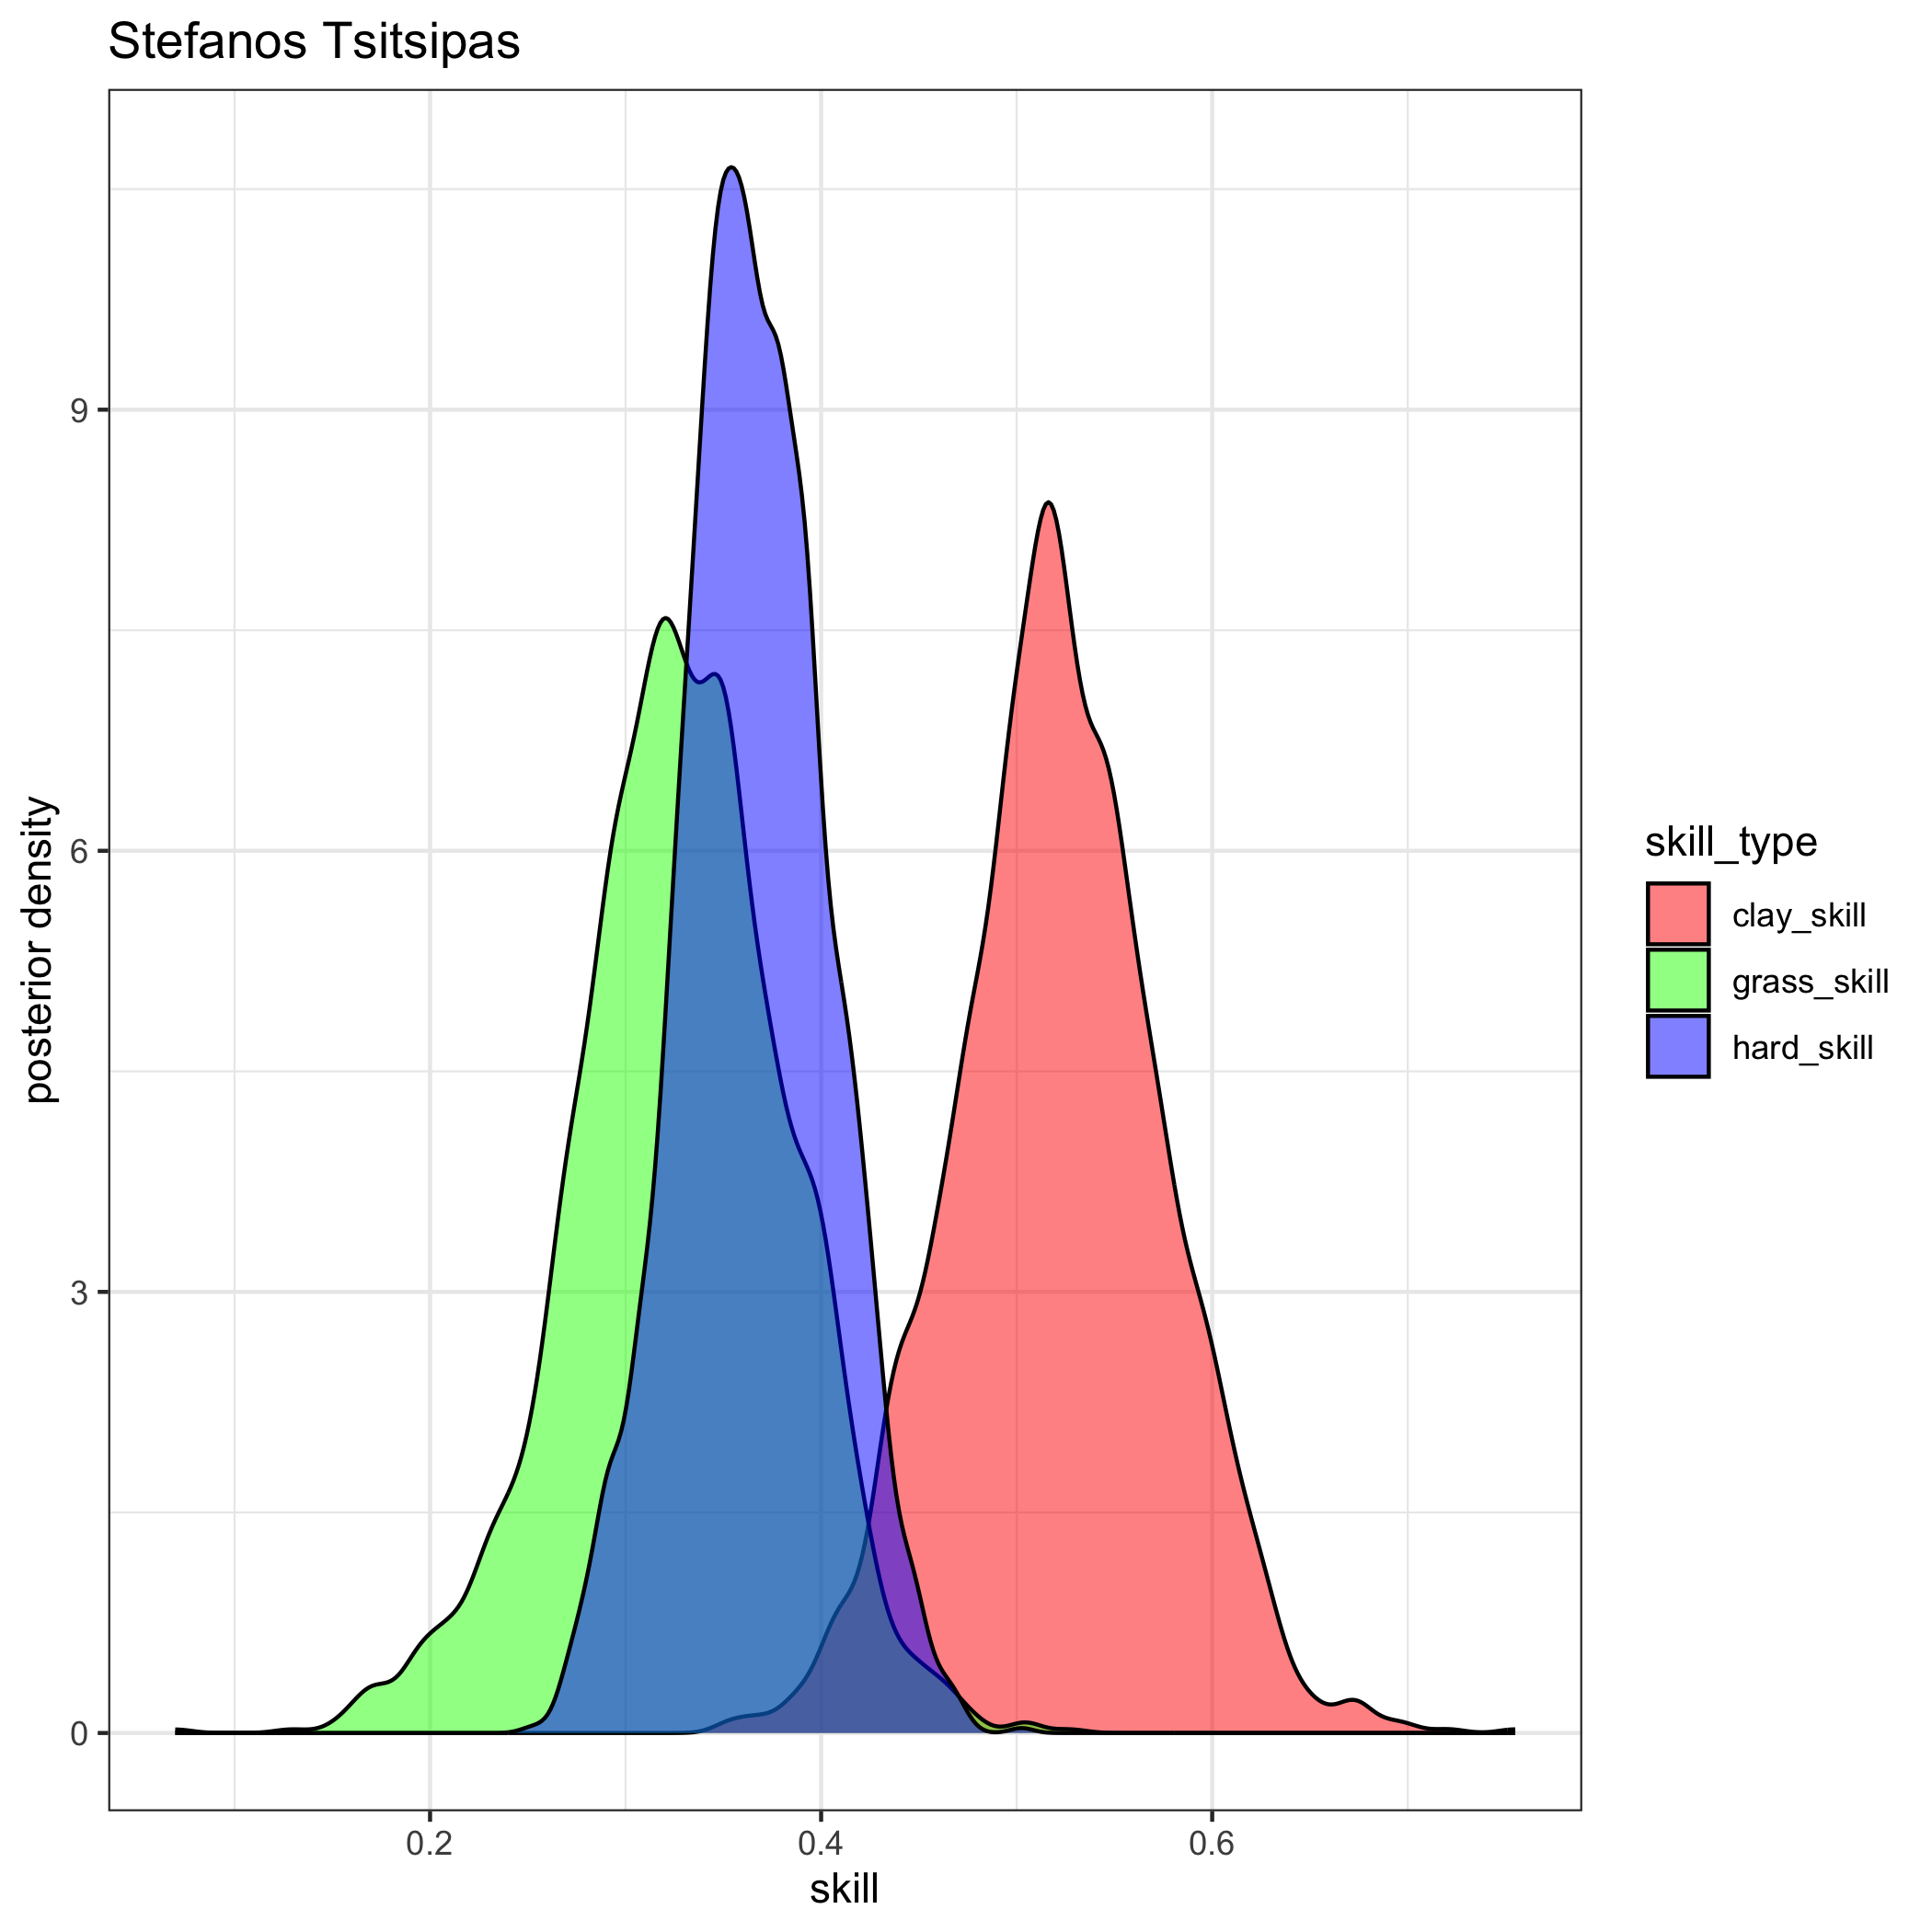 Stefanos Tsitsipas
posterior density
9
6
3
0
0.2
0.4
0.6
skill
skill_type
clay_skill
grass_skill
hard_skill